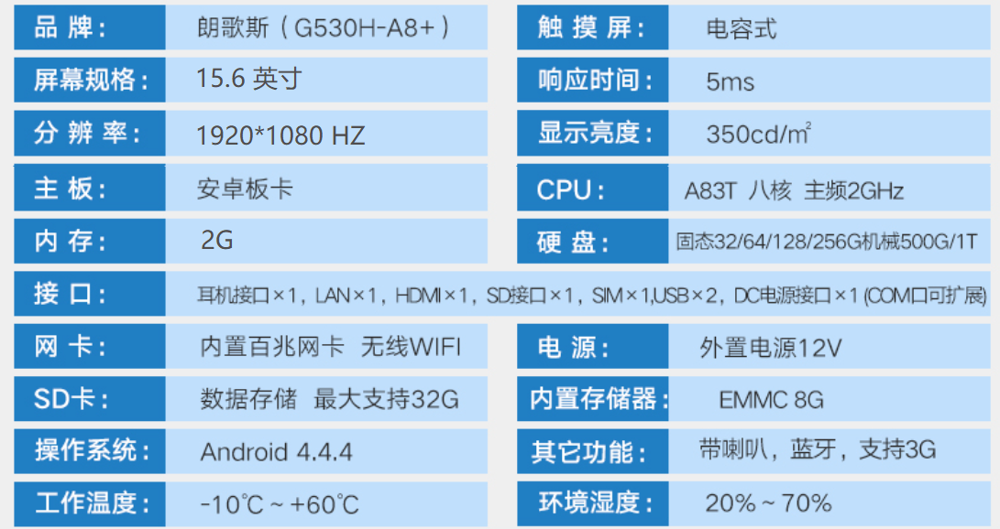 品 牌： 朗歌斯（G530H-A8+） 触 摸 屏： 电容式
屏幕规格： 15.6 英寸 响应时间： 5ms
分 辨 率： 1920*1080 HZ 显示亮度： 350cd/㎡
主 板： 安卓板卡 CPU： A83T 八核 主频2GHz
内 存： 2G 硬 盘： 固态32/64/128/256G机械500G/1T
接 口： 耳机接口×1，LAN×1，HDMI×1，SD接口×1，SIM×1,USB×2，DC电源接口×1 (COM口可扩展)
网 卡： 内置百兆网卡 无线WIFI 电 源： 外置电源12V
SD卡： 数据存储 最大支持32G 内置存储器： EMMC 8G
操作系统： Android 4.4.4 其它功能： 带喇叭，蓝牙，支持3G
工作温度： -10℃～+60℃ 环境湿度： 20%～70%